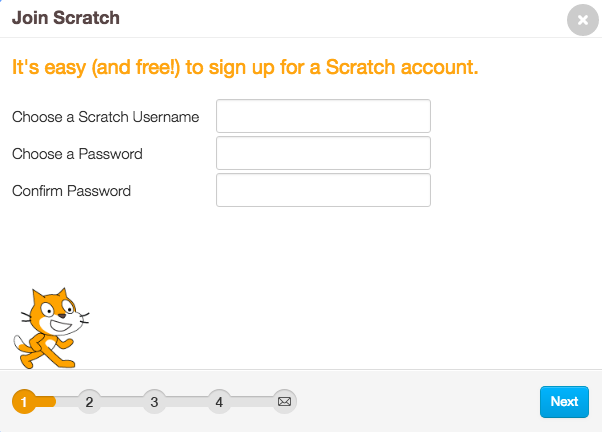 Join Scratch
It's easy (and free!) to sign up for a Scratch account.
Choose a Scratch Username
Choose a Password
Confirm Password
1 2 3 4
Next